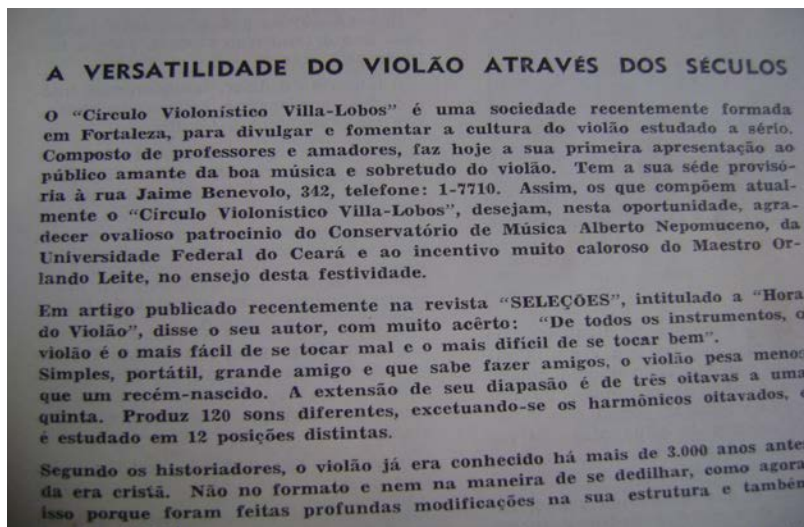 A VERSATILIDADE DO VIOLÃO ATRAVÉS DOS SÉCULOS
O “Círculo Violonístico Villa-Lobos” é uma sociedade recentemente formada
em Fortaleza, para divulgar e fomentar a cultura do violão estudado a sério.
Composto de professores e amadores, faz hoje a sua primeira apresentação ao
público amante da boa música e sobretudo do violão. Tem a sua séde provisó-
ria à rua Jaime Benevolo, 342, telefone: 1-7710. Assim, os que compõem atual-
mente o “Círculo Violonístico Villa-Lobos”, desejam, nesta oportunidade, agra-
decer ovalioso patrocinio do Conservatório de Música Alberto Nepomuceno, da
Universidade Federal do Ceará e ao incentivo muito caloroso do Maestro Or-
lando Leite, no ensejo desta festividade.
Em artigo publicado recentemente na revista “SELEÇÕES”, intitulado a “Hora
do Violão”, disse o seu autor, com muito acêrto: “De todos os instrumentos, o
violão é o mais fácil de se tocar mal e o mais difícil de se tocar bem”.
Simples, portátil, grande amigo e que sabe fazer amigos, o violão pesa menos
que um recém-nascido. A extensão de seu diapasão é de três oitavas a uma
quinta. Produz 120 sons diferentes, excetuando-se os harmônicos oitavados, e
é estudado em 12 posições distintas.
Segundo os historiadores, o violão já era conhecido há mais de 3.000 anos antes
da era cristã. Não no formato e nem na maneira de se dedilhar, como agora
isso porque foram feitas profundas modificações na sua estrutura e também